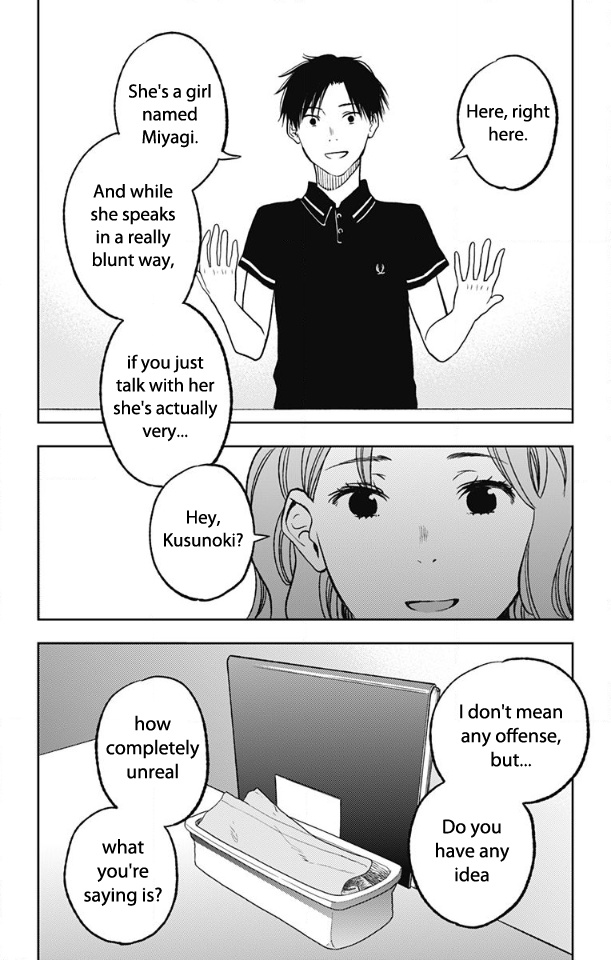 Here, right
here.
She's a girl
named
Miyagi.
And while
she speaks
in a really
blunt way,
if you just
talk with her
she's actually
very...
Hey,
Kusunoki?
I don't mean
any offense,
but...
Do you
have any
idea
how
completely
unreal
what
you're
saying is?